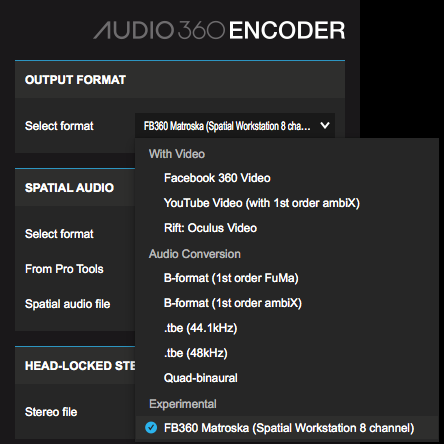 AUDIO360 ENCODER
OUTPUT FORMAT
Select format
FB360 Matroska (Spatial Workstation 8 cha...
With Video
Facebook 360 Video
YouTube Video (with 1st order ambiX)
Rift: Oculus Video
Audio Conversion
B-format (1st order FuMa)
B-format (1st order ambiX)
.tbe (44.1kHz)
.tbe (48kHz)
Quad-binaural
Experimental
FB360 Matroska (Spatial Workstation 8 channel)
SPATIAL AUDIO
Select format
From Pro Tools
Spatial audio file
HEAD-LOCKED STE
Stereo file